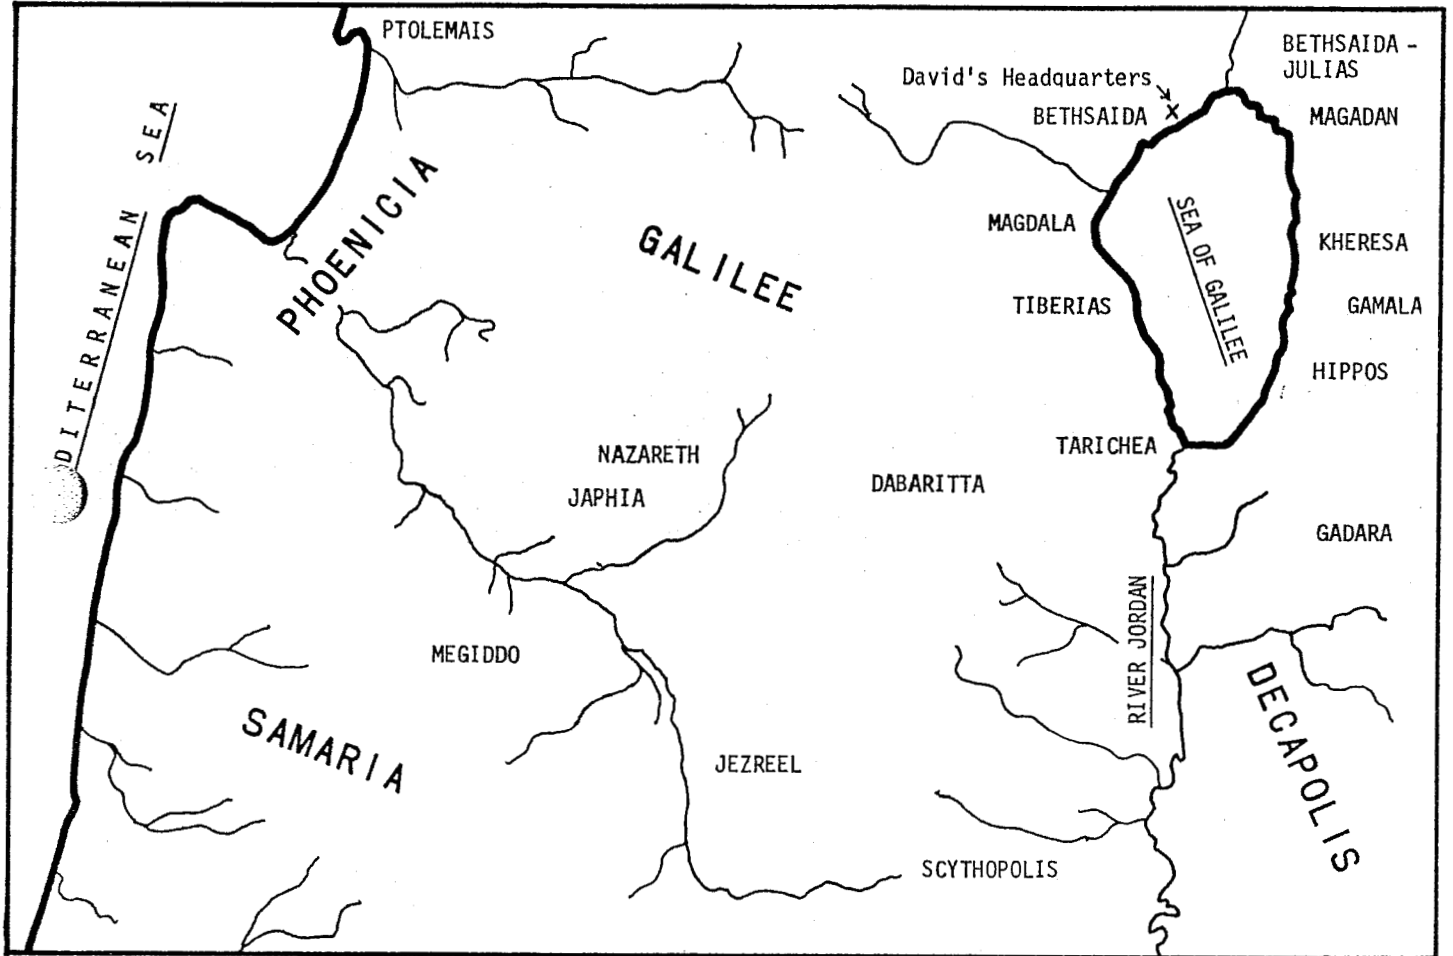 PTOLEMAIS
BETHSAIDA -
JULIAS
David's Headquarters
BETHSAIDA
MAGADAN
DITERRANEAN SEA
PHOENICIA
GALILEE
MAGDALA
SEA OF GALILEE
KHERESA
TIBERIAS
GAMALA
HIPPOS
TARICHEA
NAZARETH
JAPHIA
DABARITTA
GADARA
RIVER JORDAN
MEGIDDO
SAMARIA
JEZREEL
DECAPOLIS
SCYTHOPOLIS